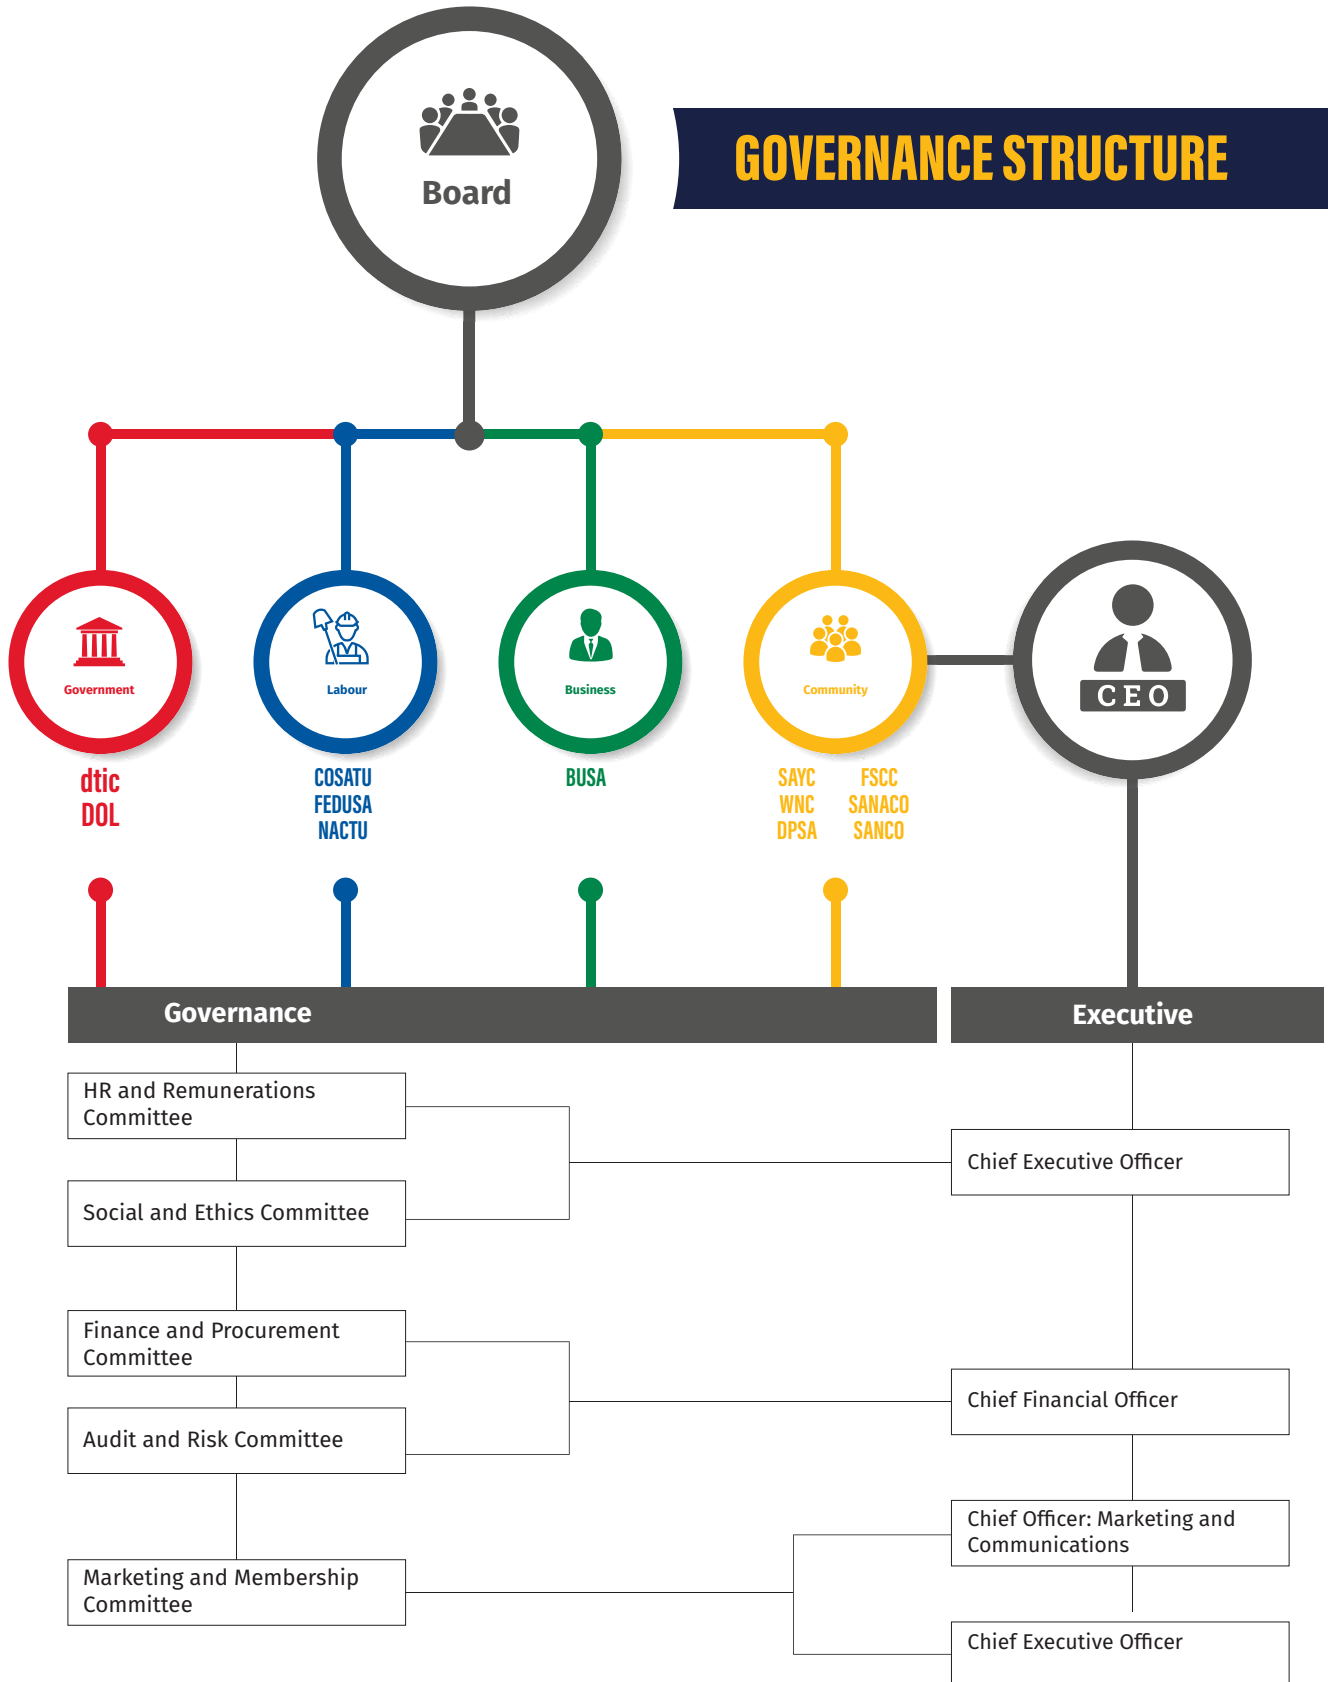 Board
GOVERNANCE STRUCTURE
Government
Labour
Business
Community
CEO
dtic
DOL
COSATU
FEDUSA
NACTU
BUSA
SAYC
WNC
DPSA
FSCC
SANACO
SANCO
Governance
Executive
HR and Remunerations
Committee
Chief Executive Officer
Social and Ethics Committee
Finance and Procurement
Committee
Chief Financial Officer
Audit and Risk Committee
Chief Officer: Marketing and
Communications
Marketing and Membership
Committee
Chief Executive Officer